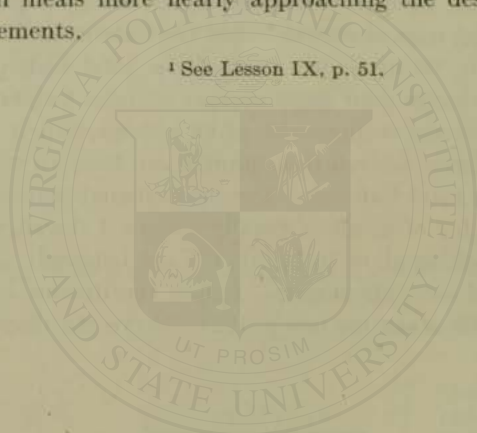 meals more nearly approaching the
ements.
¹ See Lesson IX, p. 51.
VIRGINIA POLYTECHNIC INSTITUTE
AND STATE UNIVERSITY
UT PROSIM